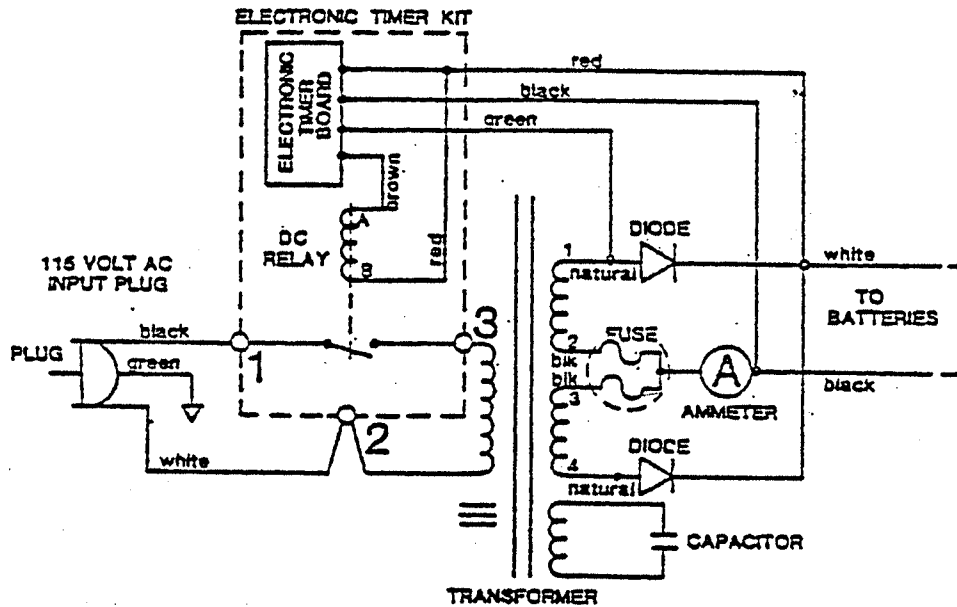 ELECTRONIC TIMER KIT
ELECTRONIC
TIMER
BOARD
red
black
green
brown
A
B
DC
RELAY
red
115 VOLT AC
INPUT PLUG
PLUG
black
green
white
1
2
3
DIODE
1
natural
white
TO
BATTERIES
2
blk
FUSE
blk
3
A
AMMETER
black
DIODE
4
natural
CAPACITOR
TRANSFORMER